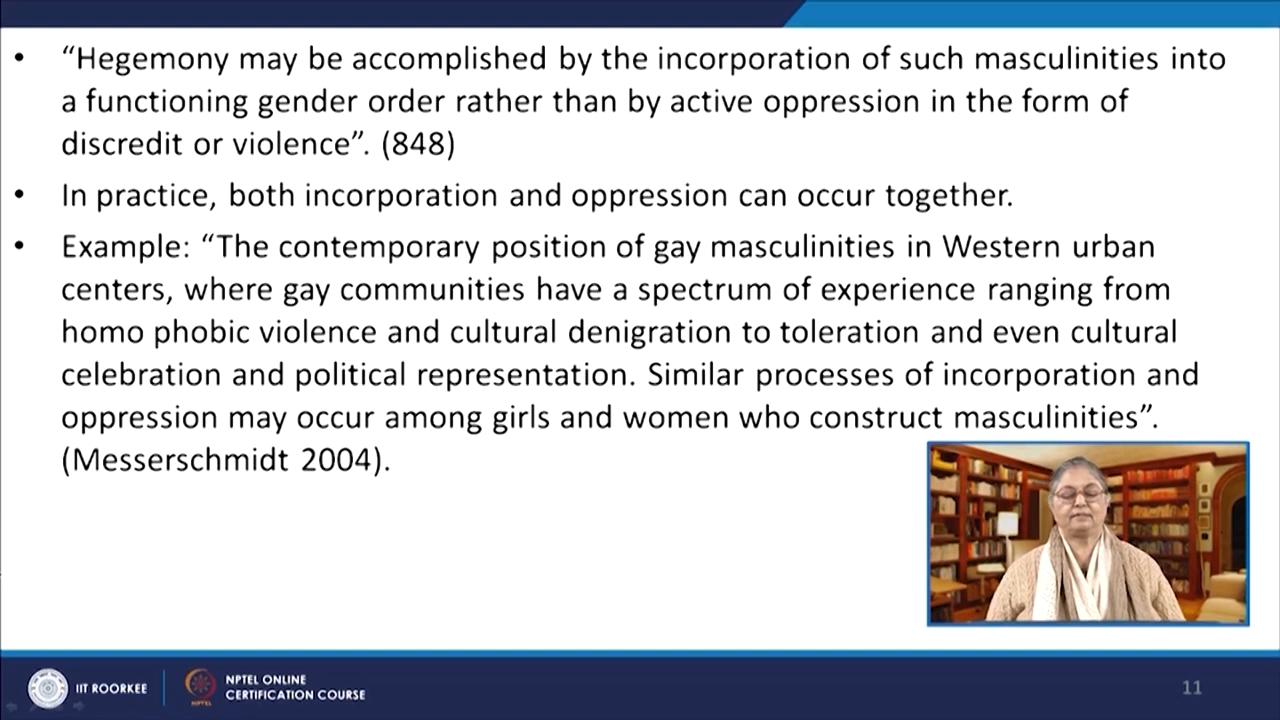 • “Hegemony may be accomplished by the incorporation of such masculinities into
a functioning gender order rather than by active oppression in the form of
discredit or violence”. (848)
• In practice, both incorporation and oppression can occur together.
• Example: “The contemporary position of gay masculinities in Western urban
centers, where gay communities have a spectrum of experience ranging from
homo phobic violence and cultural denigration to toleration and even cultural
celebration and political representation. Similar processes of incorporation and
oppression may occur among girls and women who construct masculinities”.
(Messerschmidt 2004).
IIT ROORKEE
NPTEL
NPTEL ONLINE
CERTIFICATION COURSE
11